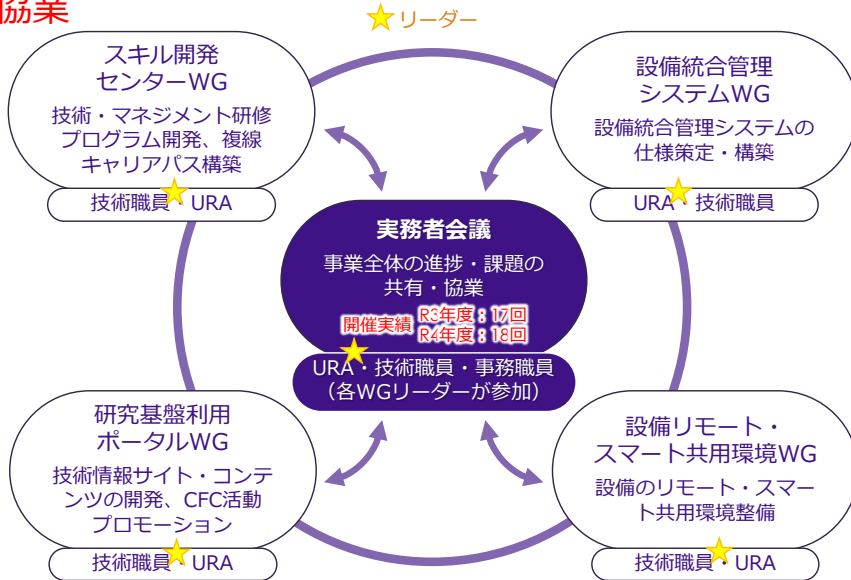 協業
リーダー
スキル開発
センターWG
技術・マネジメント研修
プログラム開発、複線
キャリアパス構築
技術職員・URA
設備統合管理
システムWG
設備統合管理システムの
仕様策定・構築
URA・技術職員
実務者会議
事業全体の進捗・課題の
共有・協業
開催実績
R3年度：17回
R4年度：18回
URA・技術職員・事務職員
（各WGリーダーが参加）
研究基盤利用
ポータルWG
技術情報サイト・コンテ
ンツの開発、CFC活動
プロモーション
技術職員・URA
設備リモート・
スマート共用環境WG
設備のリモート・スマー
ト共用環境整備
技術職員・URA